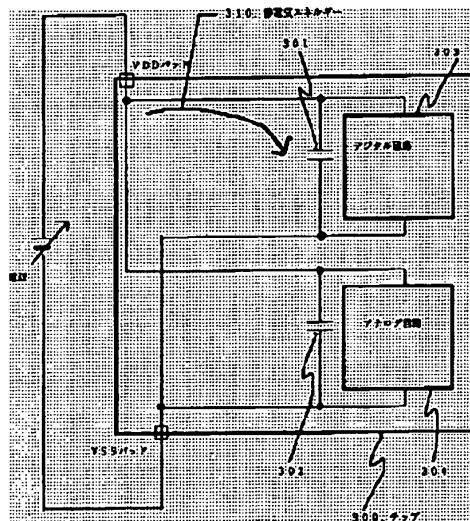 310 静電気エネルギー
301
303
VDDパッド
デジタル回路
電源
アナログ回路
VSSパッド
302
304
300 チップ